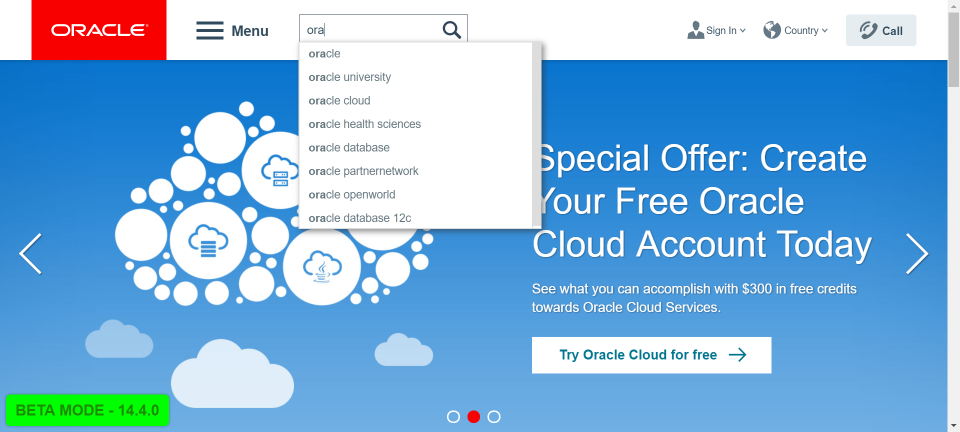 ORACLE
Menu
ora
Sign In
Country
Call
oracle
oracle university
oracle cloud
oracle health sciences
oracle database
oracle partnernetwork
oracle openworld
oracle database 12c
Special Offer: Create
Your Free Oracle
Cloud Account Today
See what you can accomplish with $300 in free credits
towards Oracle Cloud Services.
Try Oracle Cloud for free
BETA MODE - 14.4.0